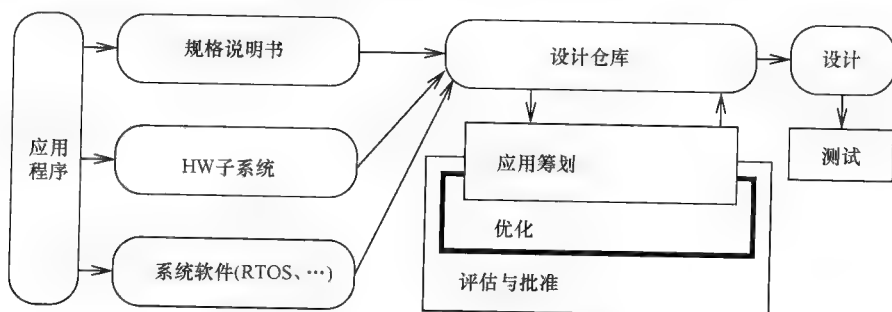 应用
程序
规格说明书
HW子系统
系统软件(RTOS、…)
设计仓库
应用筹划
优化
评估与批准
设计
测试